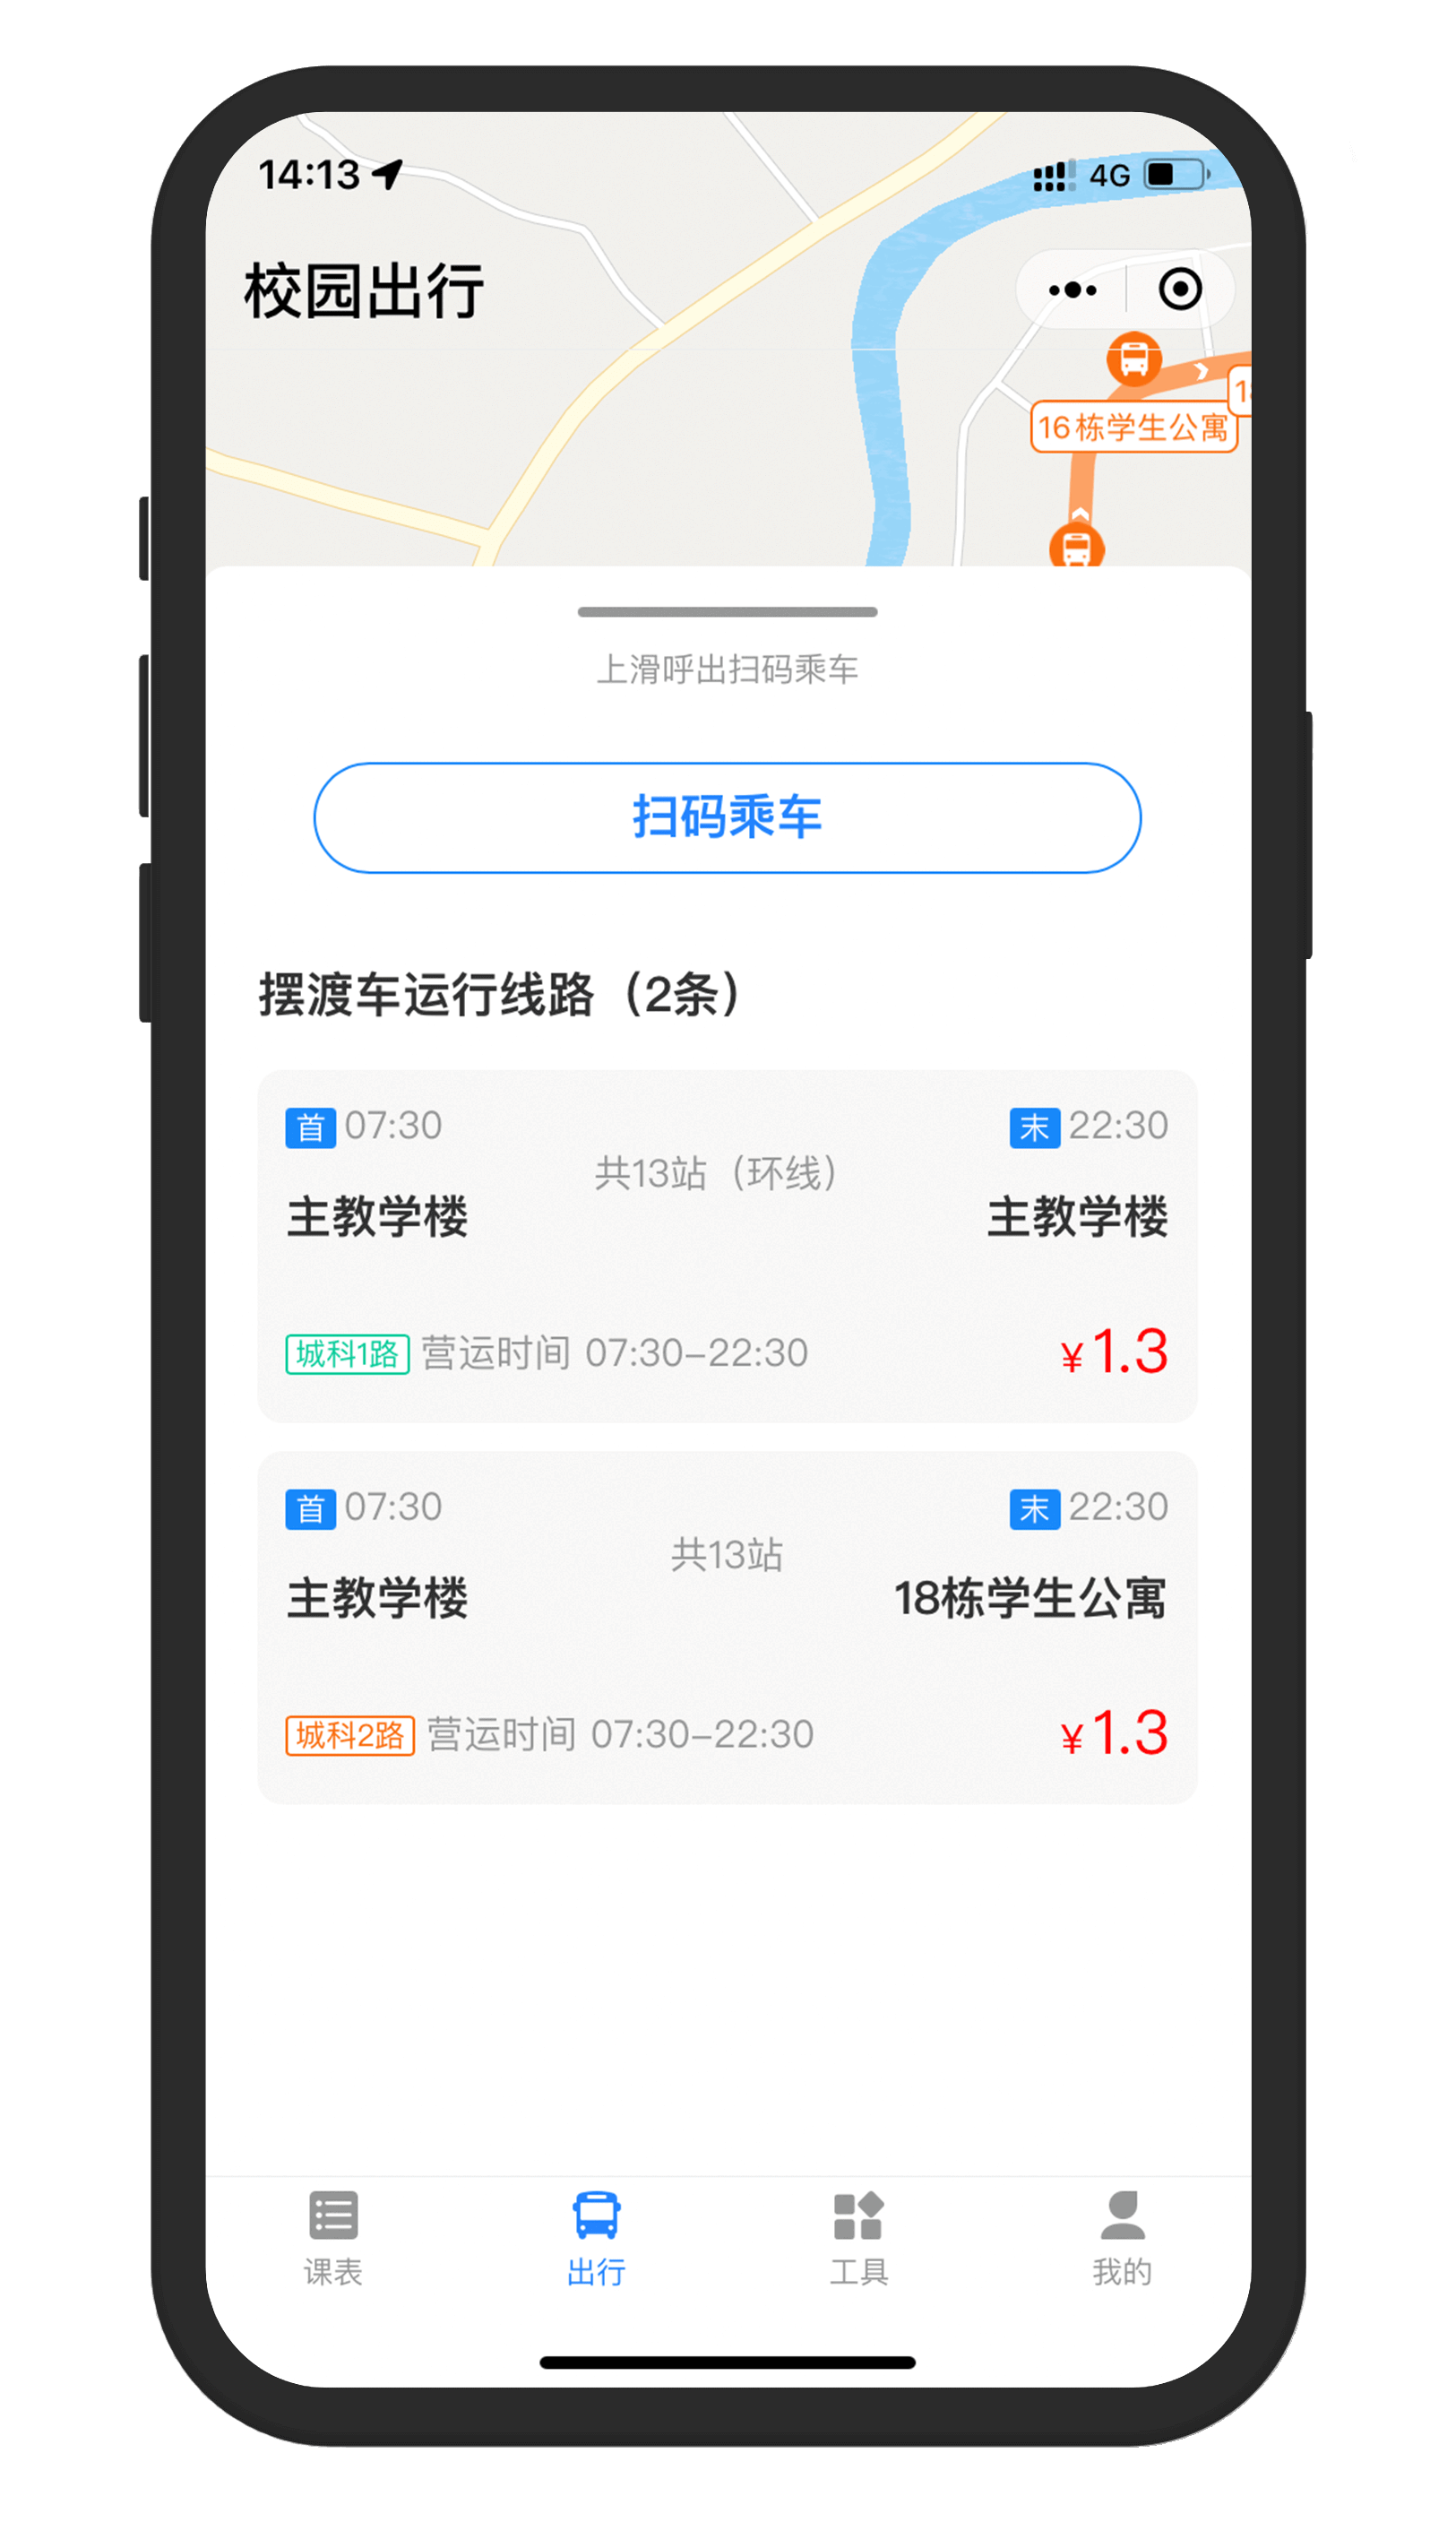 14:13
4G
校园出行
16栋学生公寓
上滑呼出扫码乘车
扫码乘车
摆渡车运行线路（2条）
首 07:30
末 22:30
共13站（环线）
主教学楼
主教学楼
城科1路 营运时间 07:30-22:30
¥1.3
首 07:30
末 22:30
共13站
主教学楼
18栋学生公寓
城科2路 营运时间 07:30-22:30
¥1.3
课表
出行
工具
我的